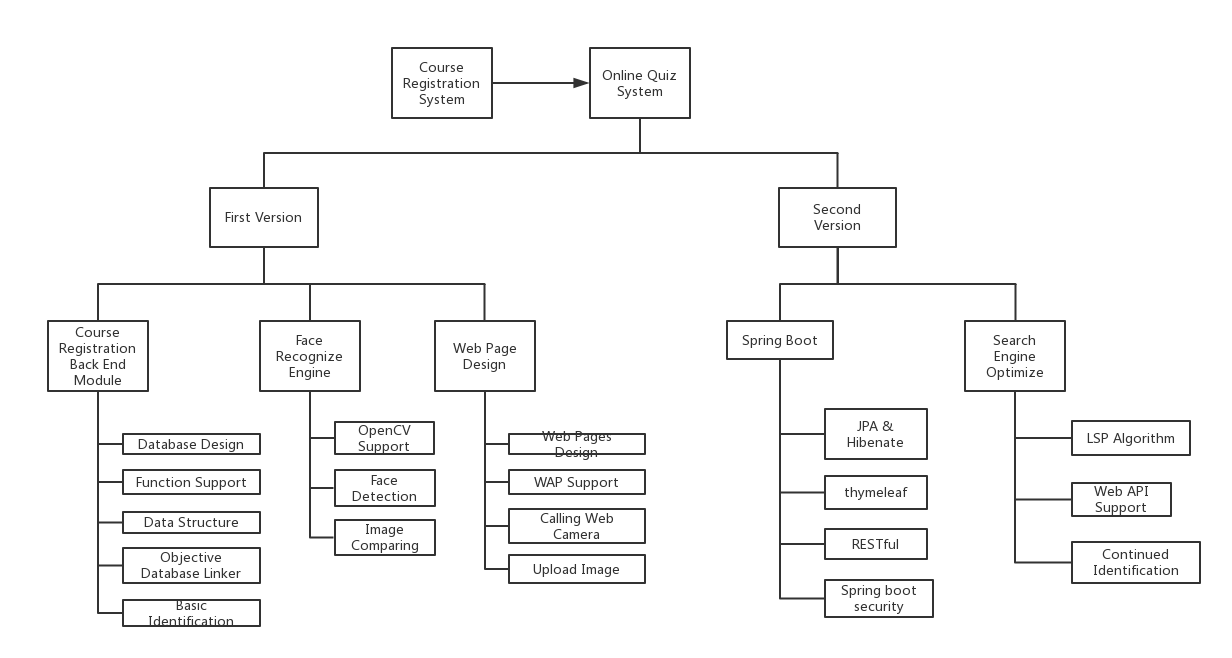 Course
Registration
System
Online Quiz
System
First Version
Second
Version
Course
Registration
Back End
Module
Face
Recognize
Engine
Web Page
Design
Spring Boot
Search
Engine
Optimize
Database Design
Function Support
Data Structure
Objective
Database Linker
Basic
Identification
OpenCV
Support
Face
Detection
Image
Comparing
Web Pages
Design
WAP Support
Calling Web
Camera
Upload Image
JPA &
Hibenate
thymeleaf
RESTful
Spring boot
security
LSP Algorithm
Web API
Support
Continued
Identification